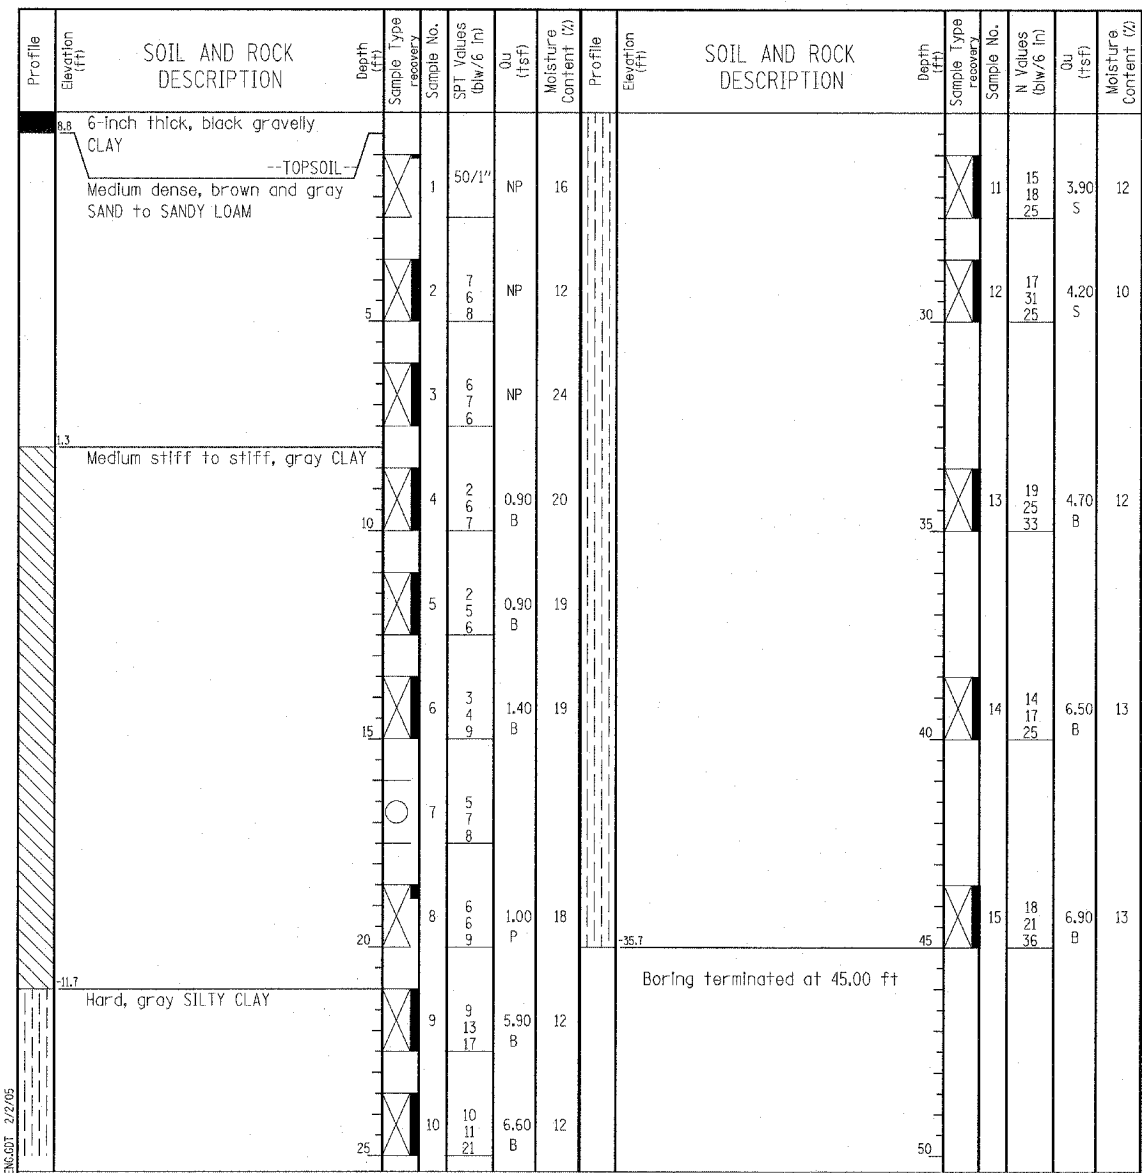 Profile
Elevation (ft)
SOIL AND ROCK
DESCRIPTION
Depth (ft)
Sample Type
recovery
Sample No.
SPT Values
(blw/6 in)
Qu
(tsf)
Moisture
Content (%)
8.8 6-inch thick, black gravelly
CLAY
--TOPSOIL--
Medium dense, brown and gray
SAND to SANDY LOAM
1 50/1" NP 16
2 7 NP 12
6
5 8
3 6 NP 24
7
6
1.3
Medium stiff to stiff, gray CLAY
4 2 0.90 20
6 B
10 7
5 2 0.90 19
5 B
6
6 3 1.40 19
4 B
15 9
7 5
7
8
8 6 1.00 18
6 P
20 9
-11.7
Hard, gray SILTY CLAY
9 9 5.90 12
13 B
17
10 10 6.60 12
11 B
25 21
Profile
Elevation (ft)
SOIL AND ROCK
DESCRIPTION
Depth (ft)
Sample Type
recovery
Sample No.
N Values
(blw/6 in)
Qu
(tsf)
Moisture
Content (%)
11 15 3.90 12
18 S
25
12 17 4.20 10
31 S
30 25
13 19 4.70 12
25 B
35 33
14 14 6.50 13
17 B
40 25
15 18 6.90 13
21 B
-35.7 45 36
Boring terminated at 45.00 ft
50
ENG.GDT 2/2/05